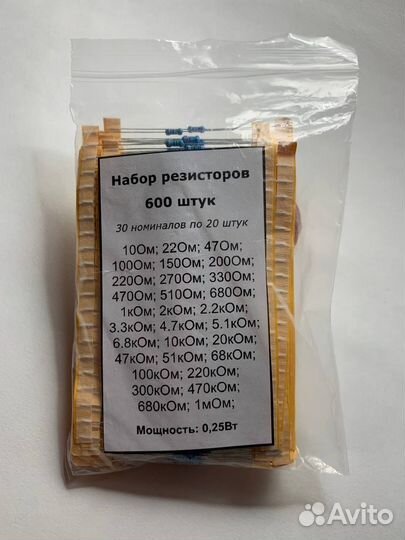 Набор резисторов
600 штук
30 номиналов по 20 штук
10Ом; 22Ом; 47Ом;
100Ом; 150Ом; 200Ом;
220Ом; 270Ом; 330Ом;
470Ом; 510Ом; 680Ом;
1кОм; 2кОм; 2.2кОм;
3.3кОм; 4.7кОм; 5.1кОм;
6.8кОм; 10кОм; 20кОм;
47кОм; 51кОм; 68кОм;
100кОм; 220кОм;
300кОм; 470кОм;
680кОм; 1мОм;
Мощность: 0,25Вт
Avito